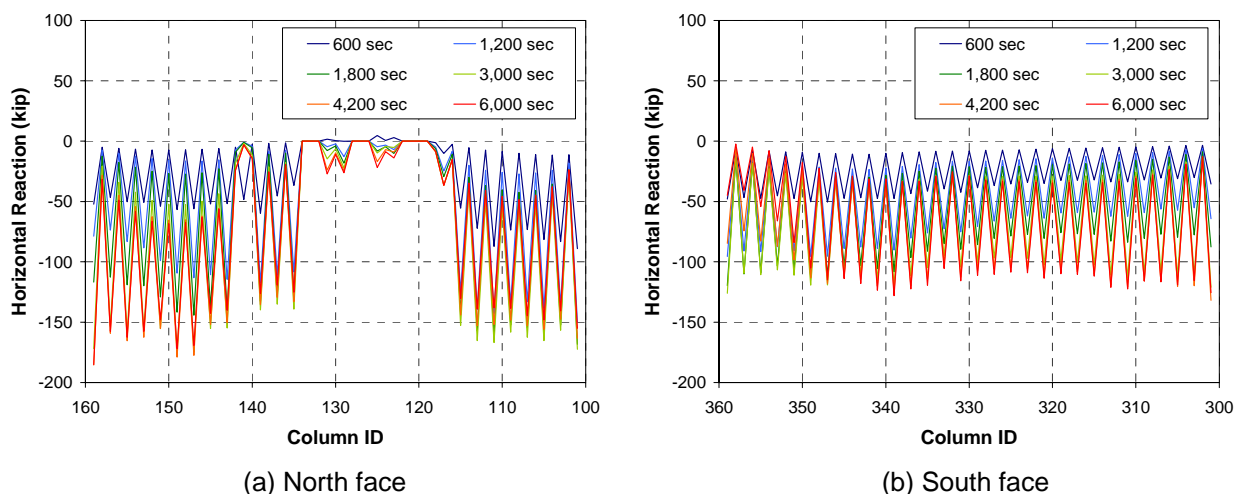 100
50
0
-50
-100
-150
-200
Horizontal Reaction (kip)
600 sec
1,200 sec
1,800 sec
3,000 sec
4,200 sec
6,000 sec
160
150
140
130
120
110
100
Column ID
(a) North face
100
50
0
-50
-100
-150
-200
Horizontal Reaction (kip)
600 sec
1,200 sec
1,800 sec
3,000 sec
4,200 sec
6,000 sec
360
350
340
330
320
310
300
Column ID
(b) South face